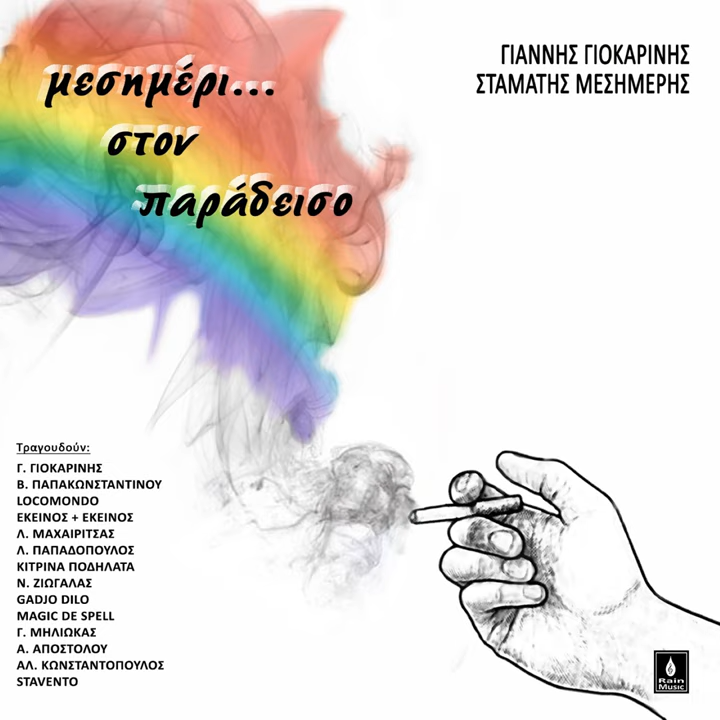 ΓΙΑΝΝΗΣ ΓΙΟΚΑΡΙΝΗΣ
ΣΤΑΜΑΤΗΣ ΜΕΣΗΜΕΡΗΣ
μεσημέρι...
στον
παράδεισο
Τραγουδούν:
Γ. ΓΙΟΚΑΡΙΝΗΣ
Β. ΠΑΠΑΚΩΝΣΤΑΝΤΙΝΟΥ
LOCOMONDO
ΕΚΕΙΝΟΣ + ΕΚΕΙΝΟΣ
Λ. ΜΑΧΑΙΡΙΤΣΑΣ
Λ. ΠΑΠΑΔΟΠΟΥΛΟΣ
ΚΙΤΡΙΝΑ ΠΟΔΗΛΑΤΑ
Ν. ΖΙΩΓΑΛΑΣ
GADJO DILO
MAGIC DE SPELL
Γ. ΜΗΛΙΩΚΑΣ
Α. ΑΠΟΣΤΟΛΟΥ
ΑΛ. ΚΩΝΣΤΑΝΤΟΠΟΥΛΟΣ
STAVENTO
Rain
Music